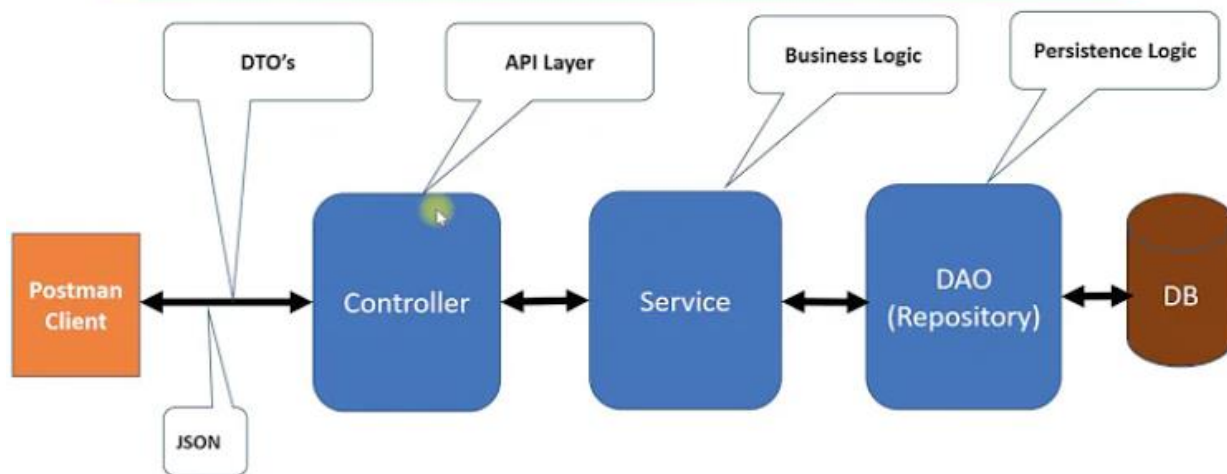 DTO's
API Layer
Business Logic
Persistence Logic
Postman
Client
Controller
Service
DAO
(Repository)
DB
JSON